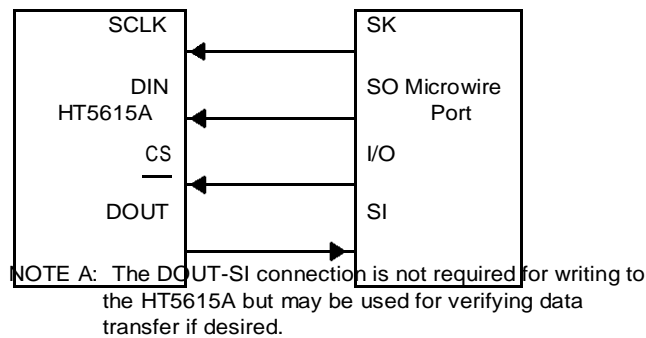 SCLK SK
DIN SO Microwire
HT5615A Port
CS I/O
DOUT SI
NOTE A: The DOUT-SI connection is not required for writing to
the HT5615A but may be used for verifying data
transfer if desired.